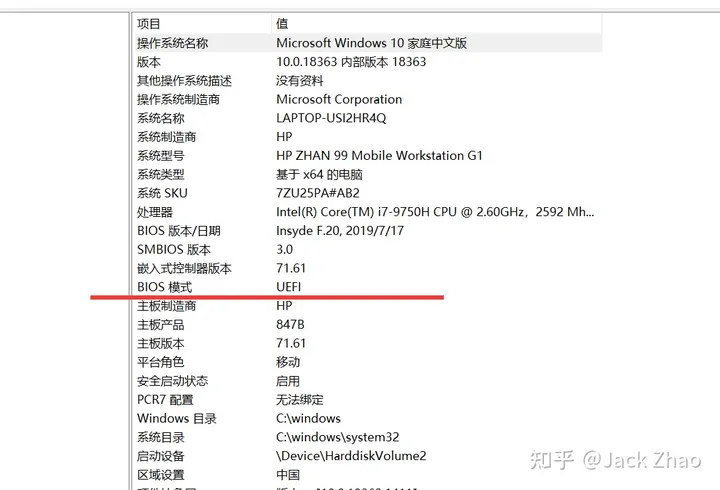 项目 值
操作系统名称 Microsoft Windows 10 家庭中文版
版本 10.0.18363 内部版本 18363
其他操作系统描述 没有资料
操作系统制造商 Microsoft Corporation
系统名称 LAPTOP-USI2HR4Q
系统制造商 HP
系统型号 HP ZHAN 99 Mobile Workstation G1
系统类型 基于 x64 的电脑
系统 SKU 7ZU25PA#AB2
处理器 Intel(R) Core(TM) i7-9750H CPU @ 2.60GHz，2592 Mh...
BIOS 版本/日期 Insyde F.20, 2019/7/17
SMBIOS 版本 3.0
嵌入式控制器版本 71.61
BIOS 模式 UEFI
主板制造商 HP
主板产品 847B
主板版本 71.61
平台角色 移动
安全启动状态 启用
PCR7 配置 无法绑定
Windows 目录 C:\windows
系统目录 C:\windows\system32
启动设备 \Device\HarddiskVolume2
区域设置 中国
知乎 @Jack Zhao